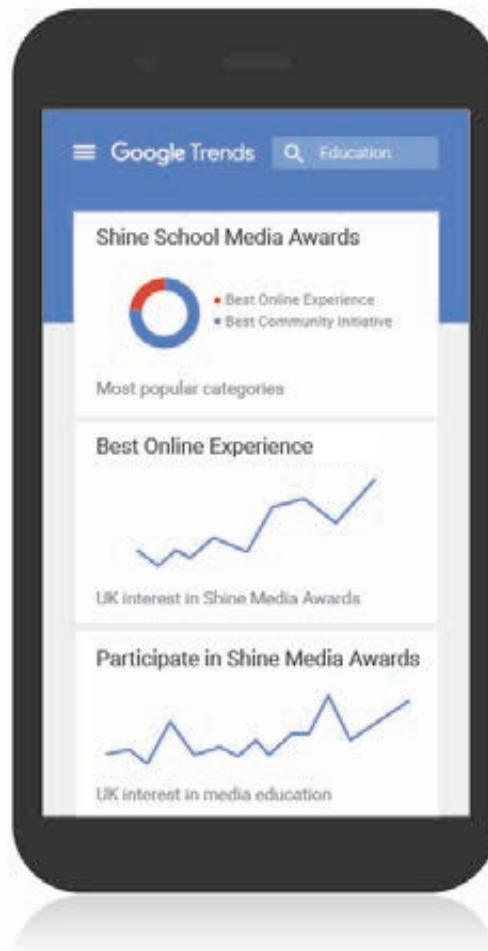 Google Trends
Education
Shine School Media Awards
Best Online Experience
Best Community Initiative
Most popular categories
Best Online Experience
UK interest in Shine Media Awards
Participate in Shine Media Awards
UK interest in media education